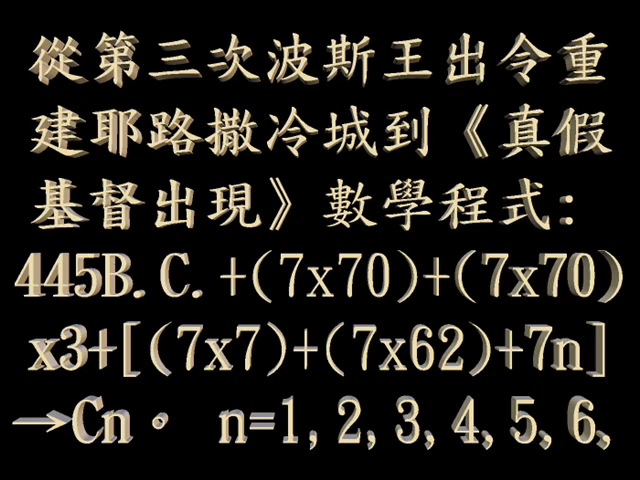 從第三次波斯王出令重
建耶路撒冷城到《真假
基督出現》數學程式:
445B.C.+(7x70)+(7x70)
x3+[(7x7)+(7x62)+7n]
→Cn。 n=1,2,3,4,5,6,